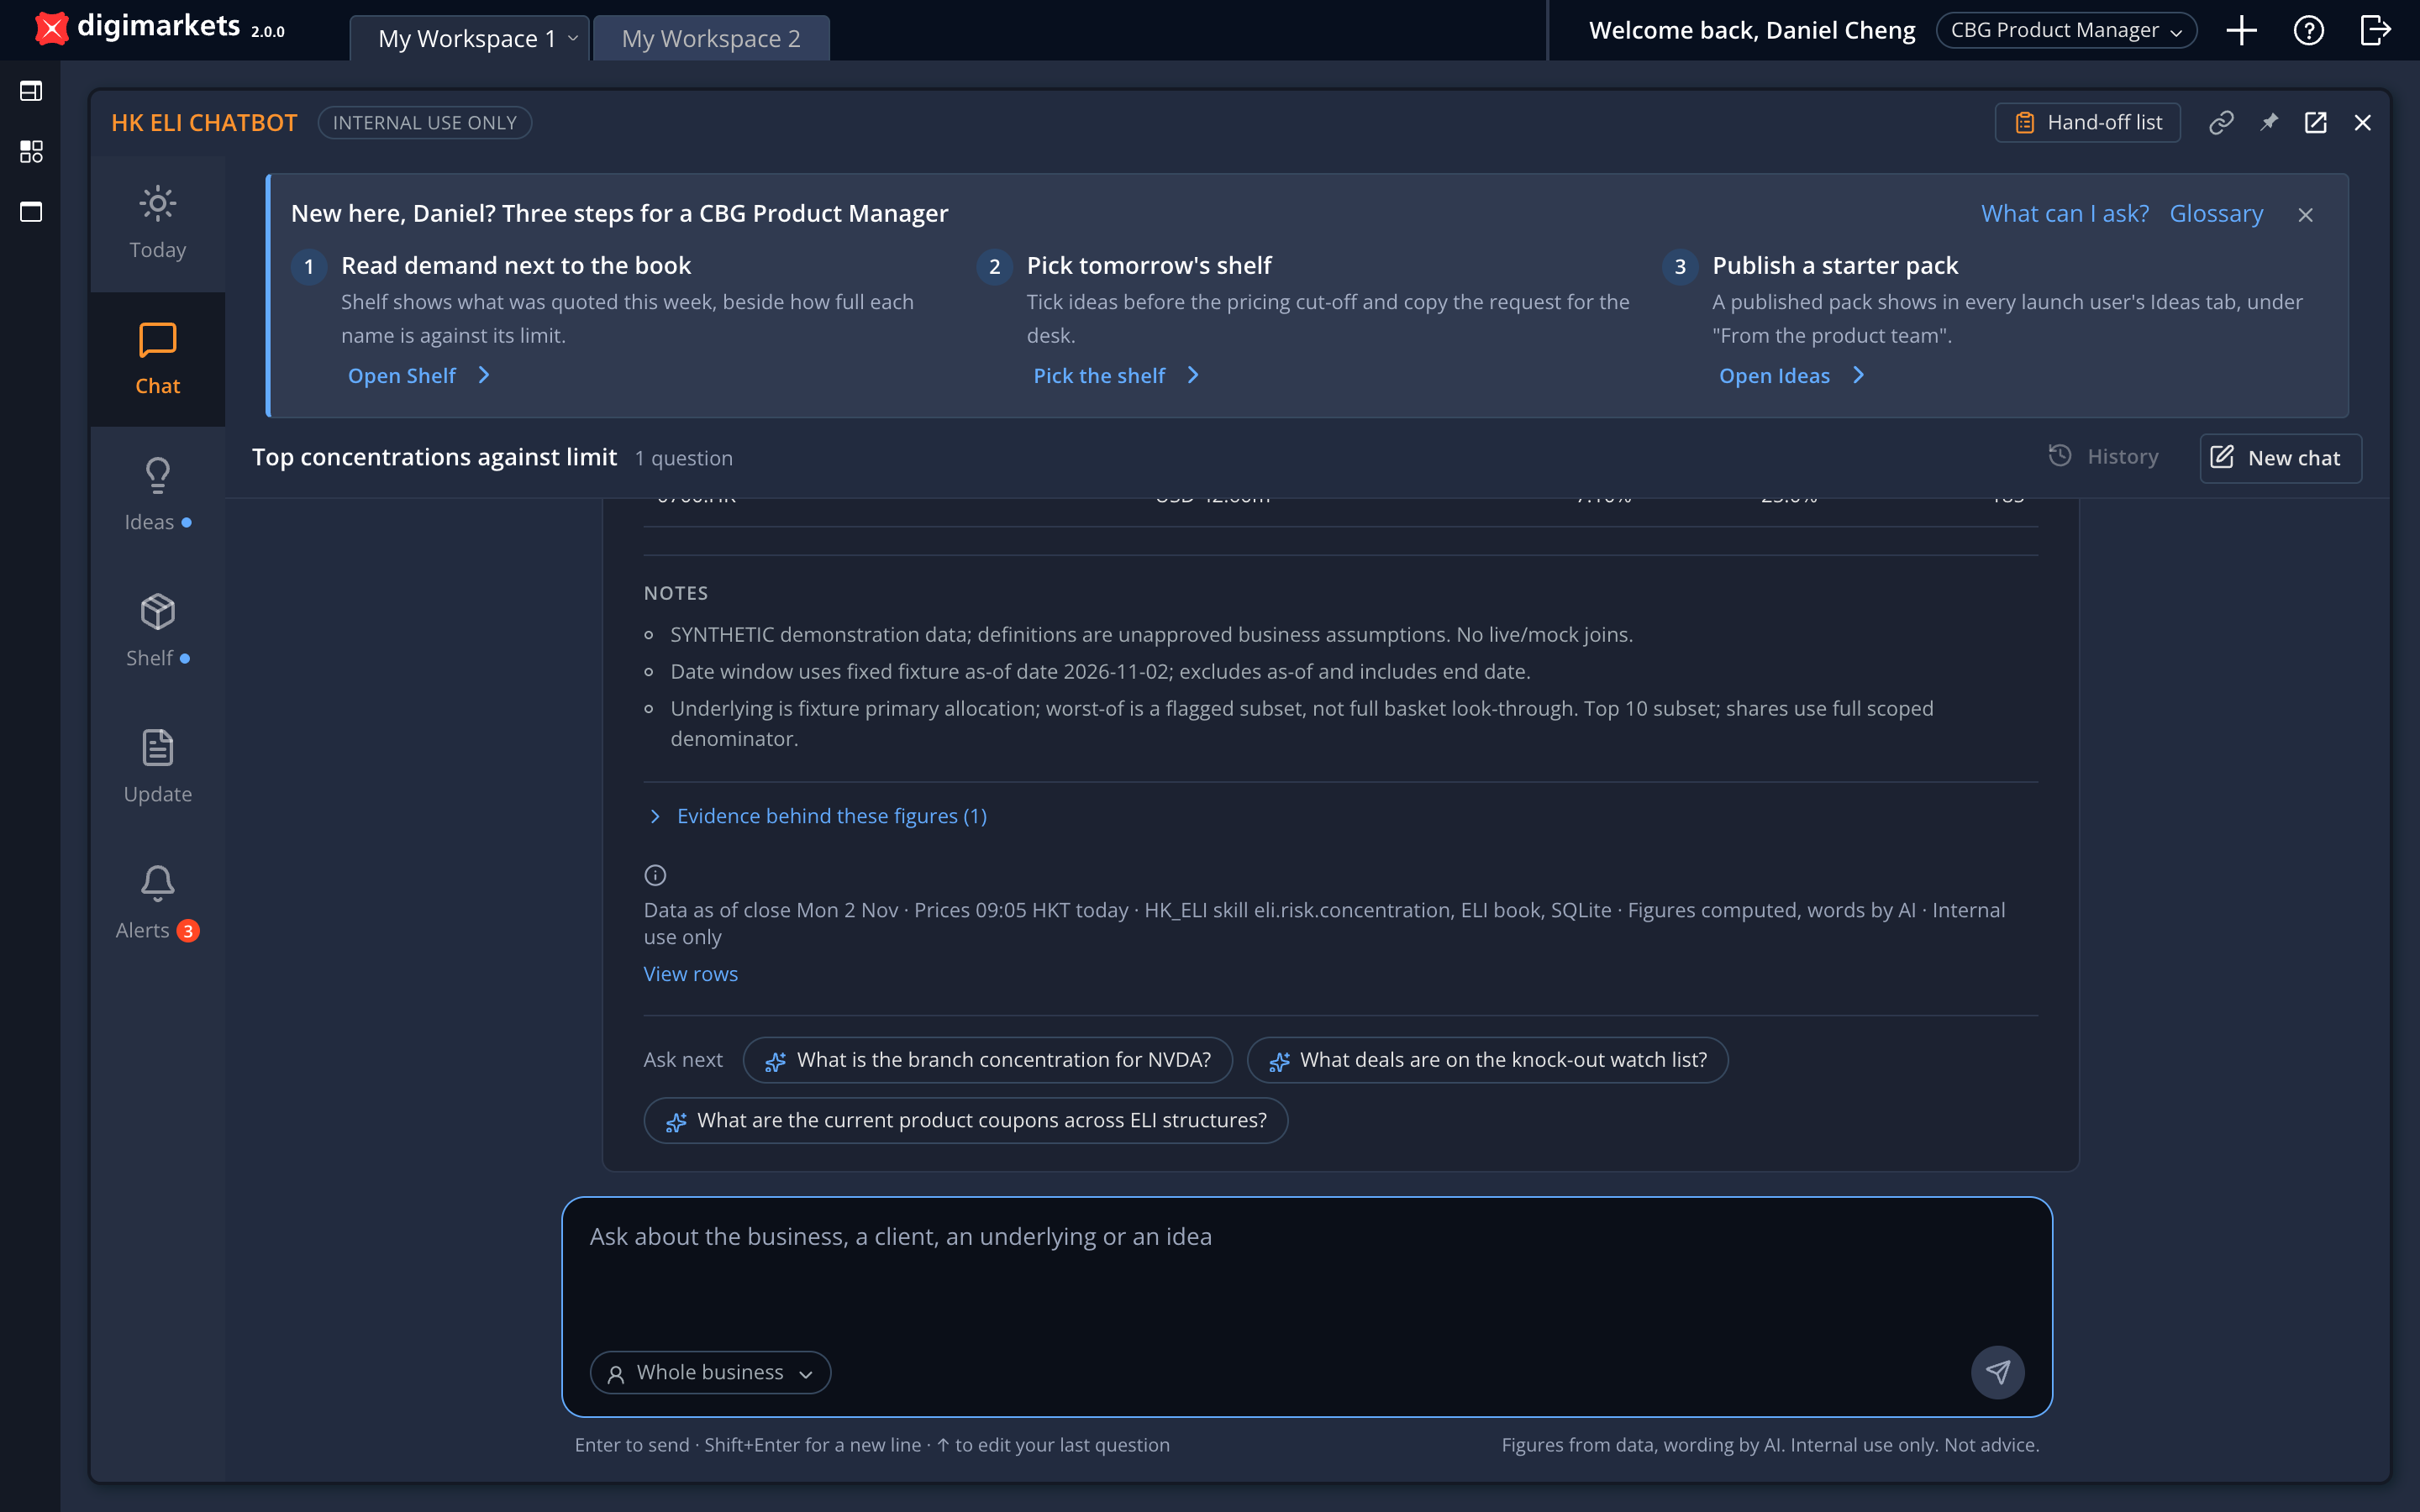 digimarkets 2.0.0
My Workspace 1
My Workspace 2
Welcome back, Daniel Cheng
CBG Product Manager
HK ELI CHATBOT
INTERNAL USE ONLY
Hand-off list
Today
Chat
Ideas
Shelf
Update
Alerts 3
New here, Daniel? Three steps for a CBG Product Manager
What can I ask?
Glossary
1
Read demand next to the book
Shelf shows what was quoted this week, beside how full each
name is against its limit.
Open Shelf
2
Pick tomorrow's shelf
Tick ideas before the pricing cut-off and copy the request for the
desk.
Pick the shelf
3
Publish a starter pack
A published pack shows in every launch user's Ideas tab, under
"From the product team".
Open Ideas
Top concentrations against limit 1 question
History
New chat
NOTES
SYNTHETIC demonstration data; definitions are unapproved business assumptions. No live/mock joins.
Date window uses fixed fixture as-of date 2026-11-02; excludes as-of and includes end date.
Underlying is fixture primary allocation; worst-of is a flagged subset, not full basket look-through. Top 10 subset; shares use full scoped
denominator.
Evidence behind these figures (1)
Data as of close Mon 2 Nov · Prices 09:05 HKT today · HK_ELI skill eli.risk.concentration, ELI book, SQLite · Figures computed, words by AI · Internal
use only
View rows
Ask next
What is the branch concentration for NVDA?
What deals are on the knock-out watch list?
What are the current product coupons across ELI structures?
Ask about the business, a client, an underlying or an idea
Whole business
Enter to send · Shift+Enter for a new line · ↑ to edit your last question
Figures from data, wording by AI. Internal use only. Not advice.